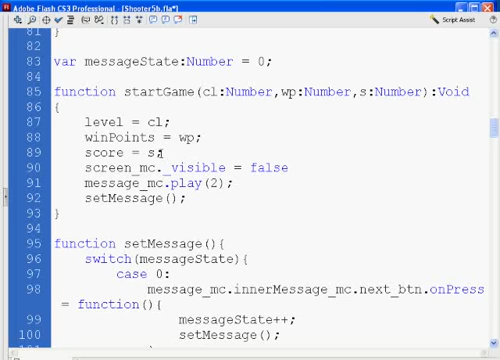 Adobe Flash CS3 Professional - [Shooter5b.fla*]
Script Assist
81 }
82
83 var messageState:Number = 0;
84
85 function startGame(cl:Number,wp:Number,s:Number):Void
86 {
87 level = cl;
88 winPoints = wp;
89 score = s;
90 screen_mc._visible = false
91 message_mc.play(2);
92 setMessage();
93 }
94
95 function setMessage(){
96 switch(messageState){
97 case 0:
98 message_mc.innerMessage_mc.next_btn.onPress
= function(){
99 messageState++;
100 setMessage();
101 }